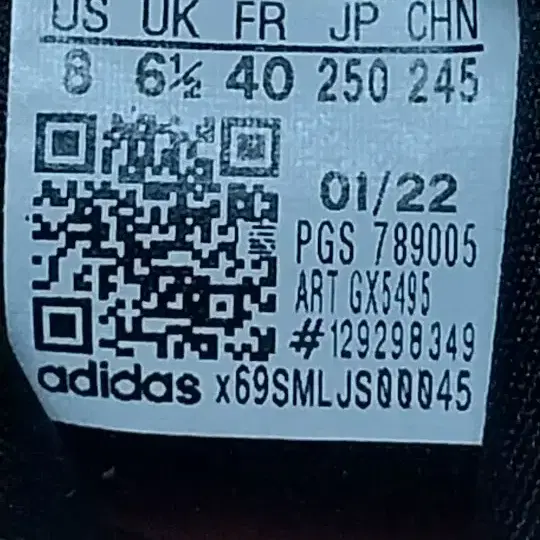 US UK FR JP CHN
8 6½ 40 250 245
01/22
PGS 789005
ART GX5495
#129298349
adidas x69SMLJS00045